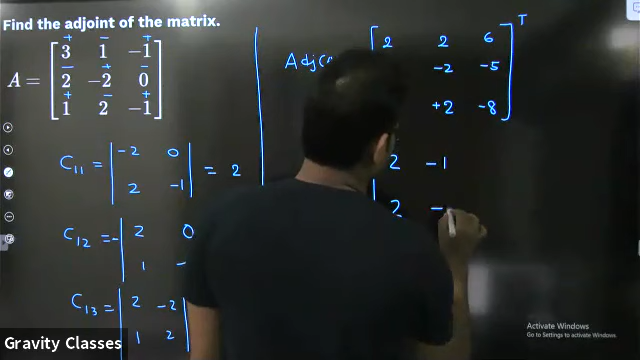 Find the adjoint of the matrix.
+ − +
3 1 −1
A = − + −
2 −2 0
+ − +
1 2 −1
C11 = | −2 0 | = 2
2 −1
C12 = − | 2 0
1 −
C13 = | 2 −2 |
1 2
Gravity Classes
Adj(
[ 2 2 6 ] T
−2 −5
+2 −8
2 −1
2 −
Activate Windows
Go to Settings to activate Windows.